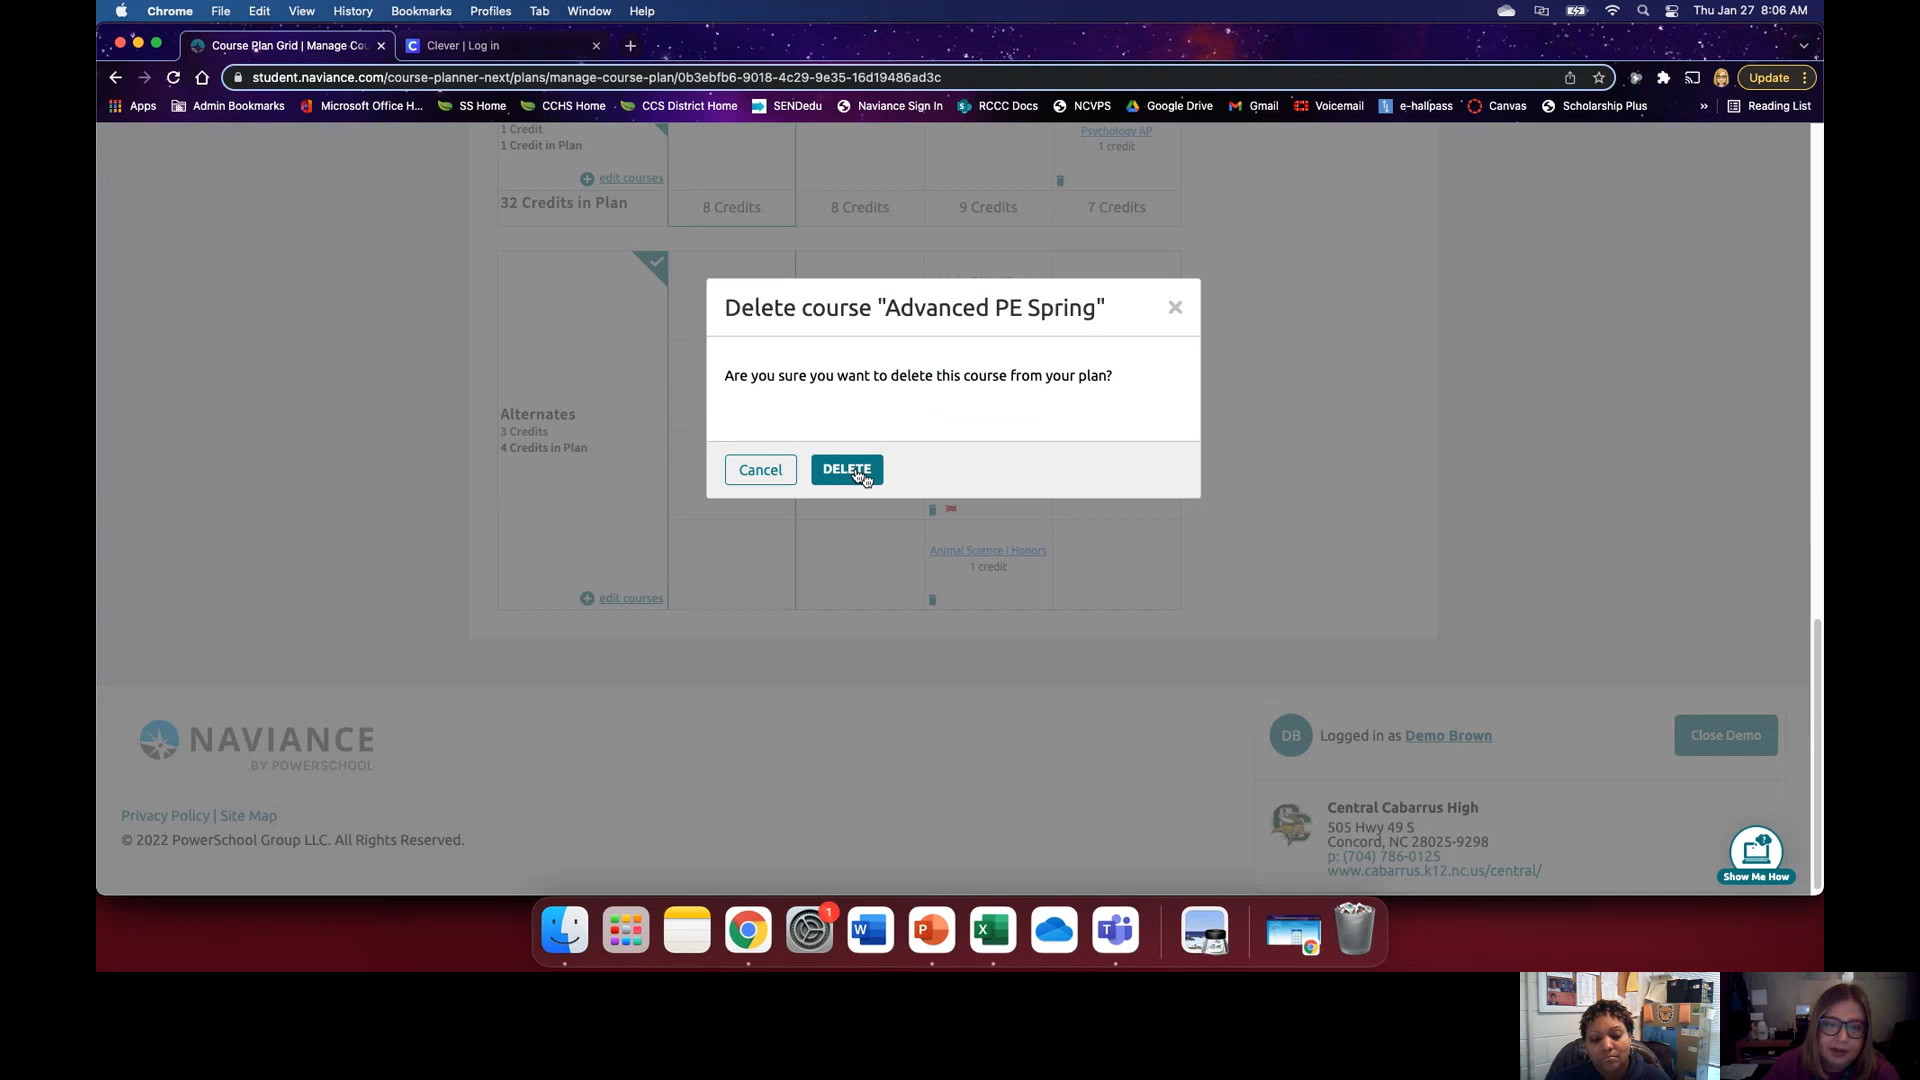 Chrome File Edit View History Bookmarks Profiles Tab Window Help Thu Jan 27 8:06 AM
Course Plan Grid | Manage Cou
Clever | Log in
student.naviance.com/course-planner-next/plans/manage-course-plan/0b3ebfb6-9018-4c29-9e35-16d19486ad3c
Update
Apps Admin Bookmarks Microsoft Office H... SS Home CCHS Home CCS District Home SENDedu Naviance Sign In RCCC Docs NCVPS Google Drive Gmail Voicemail e-hallpass Canvas Scholarship Plus » Reading List
1 Credit
1 Credit in Plan
edit courses
Psychology AP
1 credit
32 Credits in Plan 8 Credits 8 Credits 9 Credits 7 Credits
Delete course "Advanced PE Spring"
Are you sure you want to delete this course from your plan?
Cancel DELETE
Alternates
3 Credits
4 Credits in Plan
edit courses
Animal Science I Honors
1 credit
NAVIANCE
BY POWERSCHOOL
Privacy Policy | Site Map
© 2022 PowerSchool Group LLC. All Rights Reserved.
DB Logged in as Demo Brown
Close Demo
Central Cabarrus High
505 Hwy 49 S
Concord, NC 28025-9298
p: (704) 786-0125
www.cabarrus.k12.nc.us/central/
Show Me How
1
W P X T